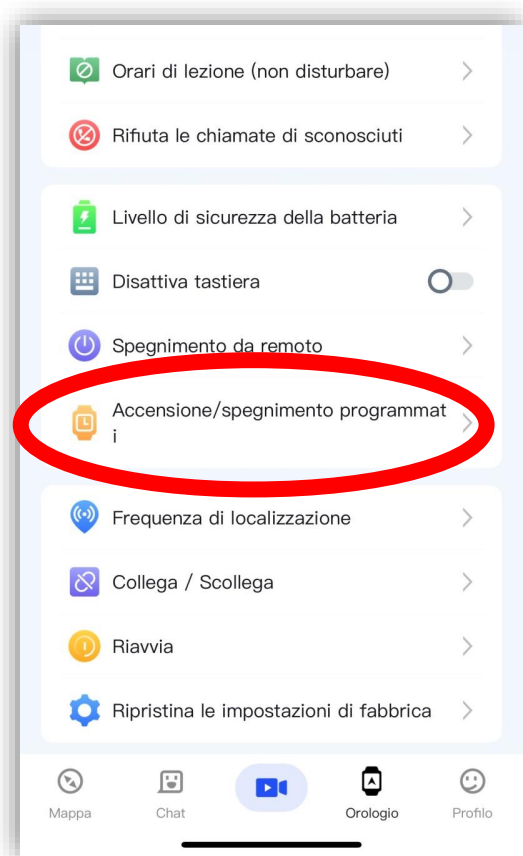 Orari di lezione (non disturbare)
Rifiuta le chiamate di sconosciuti
Livello di sicurezza della batteria
Disattiva tastiera
Spegnimento da remoto
Accensione/spegnimento programmat
i
Frequenza di localizzazione
Collega / Scollega
Riavvia
Ripristina le impostazioni di fabbrica
Mappa
Chat
Orologio
Profilo